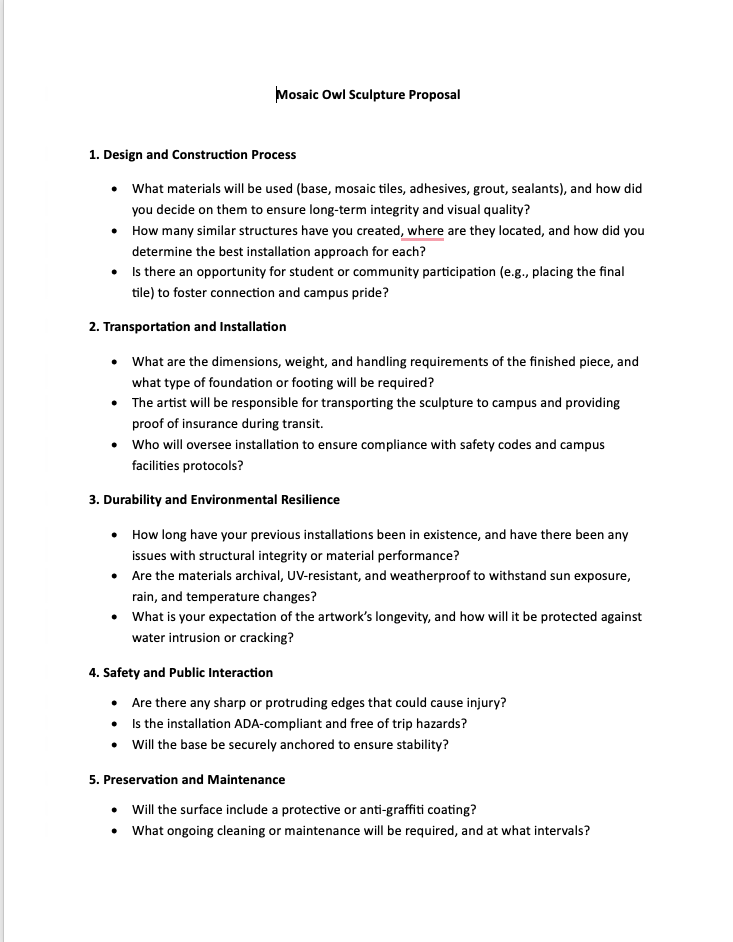 Mosaic Owl Sculpture Proposal
1. Design and Construction Process
• What materials will be used (base, mosaic tiles, adhesives, grout, sealants), and how did
you decide on them to ensure long-term integrity and visual quality?
• How many similar structures have you created, where are they located, and how did you
determine the best installation approach for each?
• Is there an opportunity for student or community participation (e.g., placing the final
tile) to foster connection and campus pride?
2. Transportation and Installation
• What are the dimensions, weight, and handling requirements of the finished piece, and
what type of foundation or footing will be required?
• The artist will be responsible for transporting the sculpture to campus and providing
proof of insurance during transit.
• Who will oversee installation to ensure compliance with safety codes and campus
facilities protocols?
3. Durability and Environmental Resilience
• How long have your previous installations been in existence, and have there been any
issues with structural integrity or material performance?
• Are the materials archival, UV-resistant, and weatherproof to withstand sun exposure,
rain, and temperature changes?
• What is your expectation of the artwork’s longevity, and how will it be protected against
water intrusion or cracking?
4. Safety and Public Interaction
• Are there any sharp or protruding edges that could cause injury?
• Is the installation ADA-compliant and free of trip hazards?
• Will the base be securely anchored to ensure stability?
5. Preservation and Maintenance
• Will the surface include a protective or anti-graffiti coating?
• What ongoing cleaning or maintenance will be required, and at what intervals?